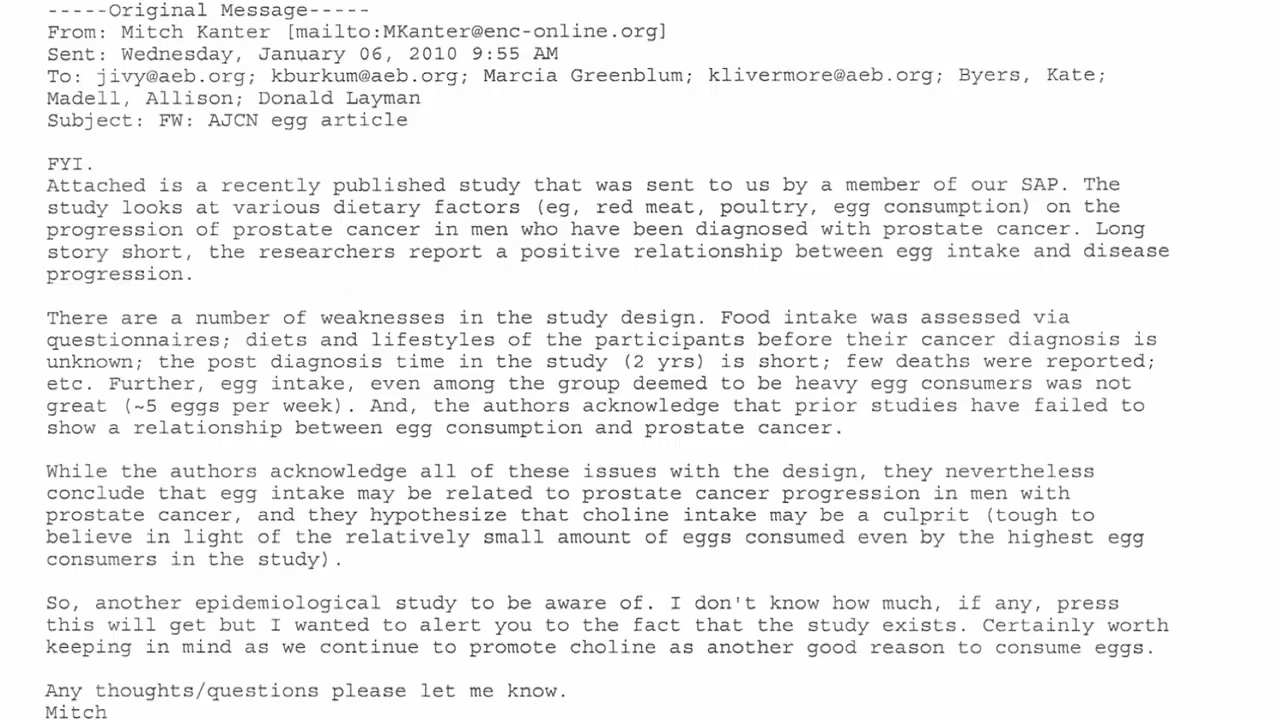 -----Original Message-----
From: Mitch Kanter [mailto:MKanter@enc-online.org]
Sent: Wednesday, January 06, 2010 9:55 AM
To: jivy@aeb.org; kburkum@aeb.org; Marcia Greenblum; klivermore@aeb.org; Byers, Kate;
Madell, Allison; Donald Layman
Subject: FW: AJCN egg article
FYI.
Attached is a recently published study that was sent to us by a member of our SAP. The
study looks at various dietary factors (eg, red meat, poultry, egg consumption) on the
progression of prostate cancer in men who have been diagnosed with prostate cancer. Long
story short, the researchers report a positive relationship between egg intake and disease
progression.
There are a number of weaknesses in the study design. Food intake was assessed via
questionnaires; diets and lifestyles of the participants before their cancer diagnosis is
unknown; the post diagnosis time in the study (2 yrs) is short; few deaths were reported;
etc. Further, egg intake, even among the group deemed to be heavy egg consumers was not
great (~5 eggs per week). And, the authors acknowledge that prior studies have failed to
show a relationship between egg consumption and prostate cancer.
While the authors acknowledge all of these issues with the design, they nevertheless
conclude that egg intake may be related to prostate cancer progression in men with
prostate cancer, and they hypothesize that choline intake may be a culprit (tough to
believe in light of the relatively small amount of eggs consumed even by the highest egg
consumers in the study).
So, another epidemiological study to be aware of. I don't know how much, if any, press
this will get but I wanted to alert you to the fact that the study exists. Certainly worth
keeping in mind as we continue to promote choline as another good reason to consume eggs.
Any thoughts/questions please let me know.
Mitch